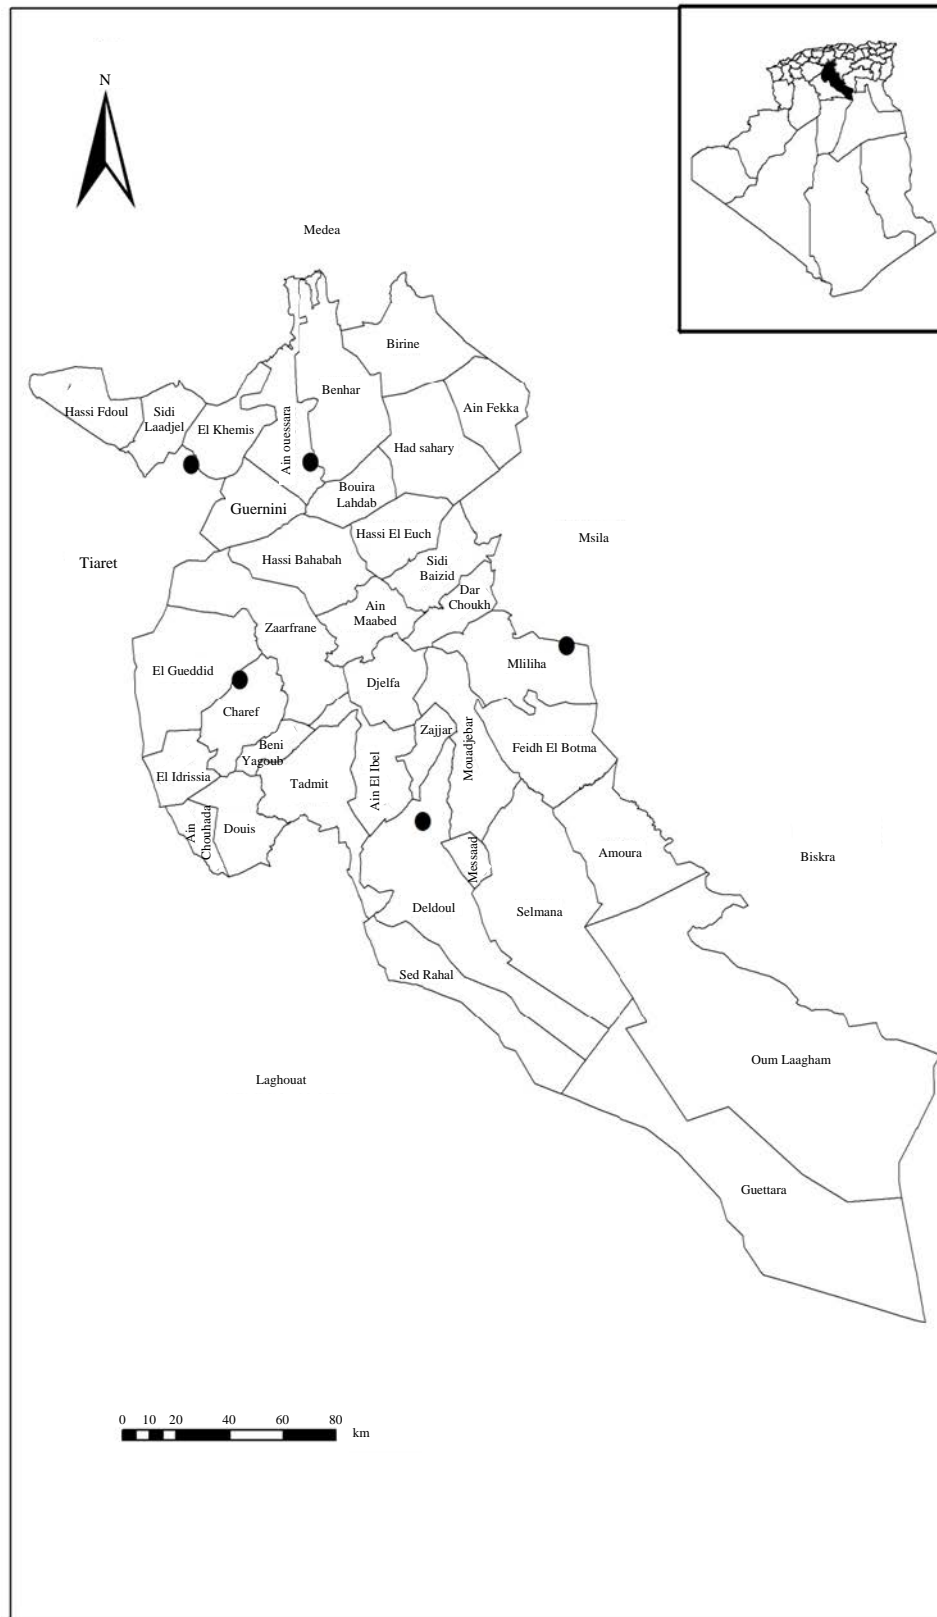 N
Medea
Birine
Benhar
Hassi Fdoul
Sidi
Laadjel
El Khemis
Ain ouessara
Ain Fekka
Had sahary
Bouira
Lahdab
Guernini
Hassi El Euch
Msila
Tiaret
Hassi Bahabah
Sidi
Baizid
Dar
Choukh
Ain
Maabed
Zaarfrane
El Gueddid
Mliliha
Djelfa
Charef
Zajjar
Mouadjebar
Beni
Yagoub
Feidh El Botma
El Idrissia
Tadmit
Ain El Ibel
Ain
Chouhada
Douis
Messaad
Amoura
Biskra
Deldoul
Selmana
Sed Rahal
Oum Laagham
Laghouat
Guettara
0 10 20 40 60 80
km